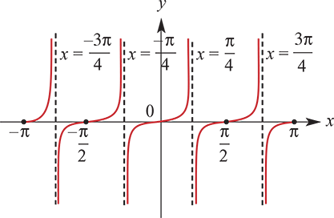 y
x = -3π/4
x = -π/4
x = π/4
x = 3π/4
0
x
-π
-π/2
π/2
π